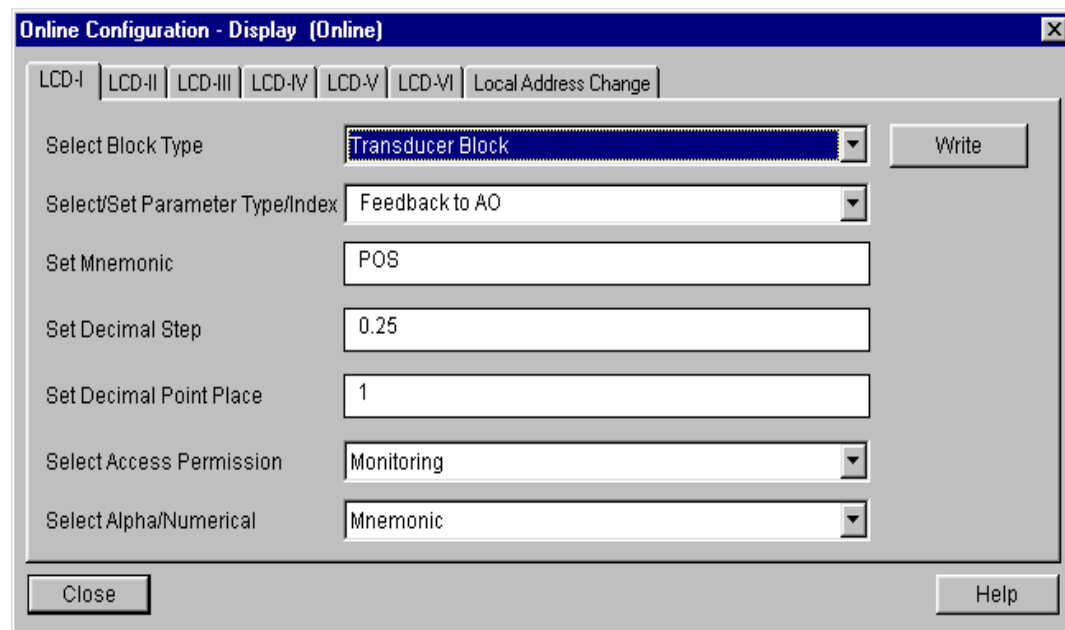 Online Configuration - Display (Online)
LCD-I LCD-II LCD-III LCD-IV LCD-V LCD-VI Local Address Change
Select Block Type Transducer Block Write
Select/Set Parameter Type/Index Feedback to AO
Set Mnemonic POS
Set Decimal Step 0.25
Set Decimal Point Place 1
Select Access Permission Monitoring
Select Alpha/Numerical Mnemonic
Close Help